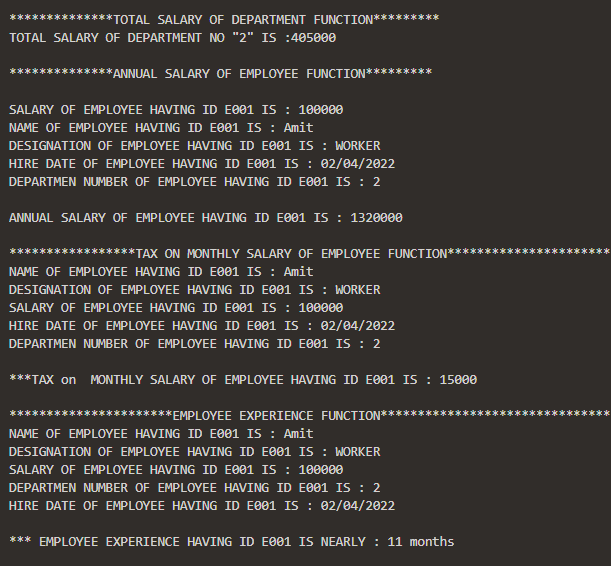 **************TOTAL SALARY OF DEPARTMENT FUNCTION*********
TOTAL SALARY OF DEPARTMENT NO "2" IS :405000
**************ANNUAL SALARY OF EMPLOYEE FUNCTION*********
SALARY OF EMPLOYEE HAVING ID E001 IS : 100000
NAME OF EMPLOYEE HAVING ID E001 IS : Amit
DESIGNATION OF EMPLOYEE HAVING ID E001 IS : WORKER
HIRE DATE OF EMPLOYEE HAVING ID E001 IS : 02/04/2022
DEPARTMEN NUMBER OF EMPLOYEE HAVING ID E001 IS : 2
ANNUAL SALARY OF EMPLOYEE HAVING ID E001 IS : 1320000
*****************TAX ON MONTHLY SALARY OF EMPLOYEE FUNCTION**********************
NAME OF EMPLOYEE HAVING ID E001 IS : Amit
DESIGNATION OF EMPLOYEE HAVING ID E001 IS : WORKER
SALARY OF EMPLOYEE HAVING ID E001 IS : 100000
HIRE DATE OF EMPLOYEE HAVING ID E001 IS : 02/04/2022
DEPARTMEN NUMBER OF EMPLOYEE HAVING ID E001 IS : 2
***TAX on  MONTHLY SALARY OF EMPLOYEE HAVING ID E001 IS : 15000
**********************EMPLOYEE EXPERIENCE FUNCTION*******************************
NAME OF EMPLOYEE HAVING ID E001 IS : Amit
DESIGNATION OF EMPLOYEE HAVING ID E001 IS : WORKER
SALARY OF EMPLOYEE HAVING ID E001 IS : 100000
DEPARTMEN NUMBER OF EMPLOYEE HAVING ID E001 IS : 2
HIRE DATE OF EMPLOYEE HAVING ID E001 IS : 02/04/2022
*** EMPLOYEE EXPERIENCE HAVING ID E001 IS NEARLY : 11 months